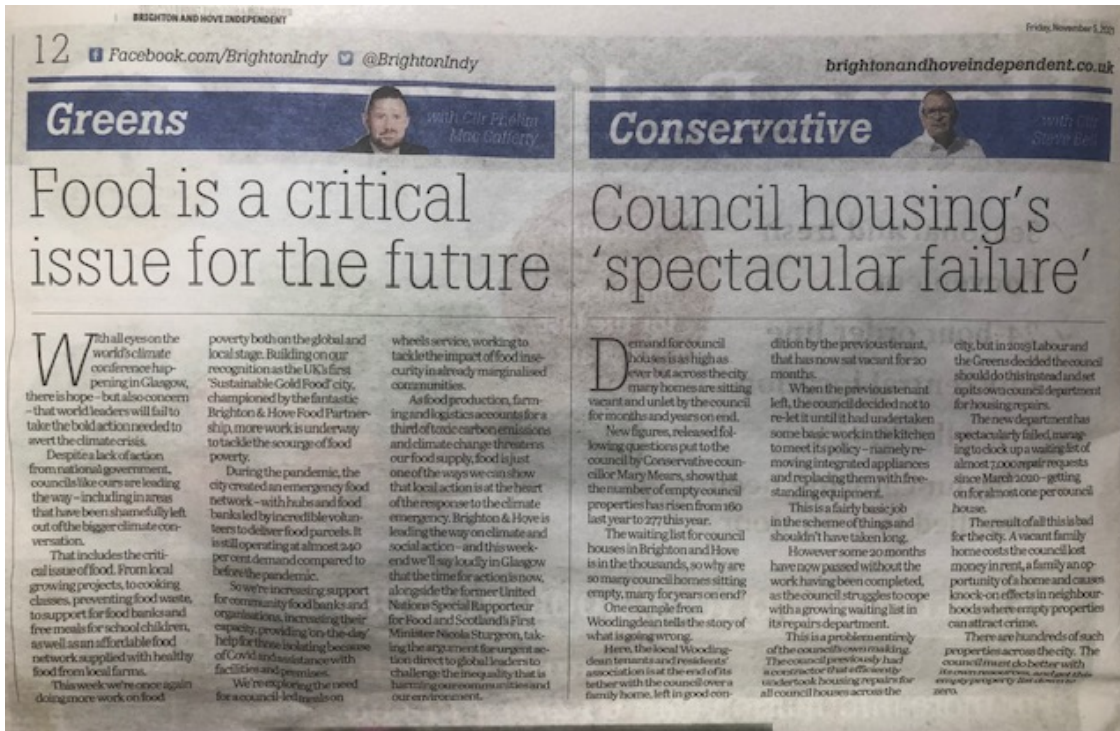 BRIGHTON AND HOVE INDEPENDENT
Friday, November 5, 2021
12
Facebook.com/BrightonIndy
@BrightonIndy
brightonandhoveindependent.co.uk
Greens
with Cllr Phélim
Mac Cafferty
Food is a critical
issue for the future
With all eyes on the
world's climate
conference hap-
pening in Glasgow,
there is hope – but also concern
– that world leaders will fail to
take the bold action needed to
avert the climate crisis.
Despite a lack of action
from national government,
councils like ours are leading
the way – including in areas
that have been shamefully left
out of the bigger climate con-
versation.
That includes the criti-
cal issue of food. From local
growing projects, to cooking
classes, preventing food waste,
to support for food banks and
free meals for school children,
as well as an affordable food
network supplied with healthy
food from local farms.
This week we're once again
doing more work on food
poverty both on the global and
local stage. Building on our
recognition as the UK's first
'Sustainable Gold Food' city,
championed by the fantastic
Brighton & Hove Food Partner-
ship, more work is underway
to tackle the scourge of food
poverty.
During the pandemic, the
city created an emergency food
network – with hubs and food
banks led by incredible volun-
teers to deliver food parcels. It
is still operating at almost 240
per cent demand compared to
before the pandemic.
So we're increasing support
for community food banks and
organisations, increasing their
capacity, providing 'on-the-day'
help for those isolating because
of Covid and assistance with
facilities and premises.
We're exploring the need
for a council-led meals on
wheels service, working to
tackle the impact of food inse-
curity in already marginalised
communities.
As food production, farm-
ing and logistics accounts for a
third of toxic carbon emissions
and climate change threatens
our food supply, food is just
one of the ways we can show
that local action is at the heart
of the response to the climate
emergency. Brighton & Hove is
leading the way on climate and
social action – and this week-
end we'll say loudly in Glasgow
that the time for action is now,
alongside the former United
Nations Special Rapporteur
for Food and Scotland's First
Minister Nicola Sturgeon, tak-
ing the argument for urgent ac-
tion direct to global leaders to
challenge the inequality that is
harming our communities and
our environment.
Conservative
with Cllr
Steve Bell
Council housing's
'spectacular failure'
Demand for council
houses is as high as
ever but across the city
many homes are sitting
vacant and unlet by the council
for months and years on end.
New figures, released fol-
lowing questions put to the
council by Conservative coun-
cillor Mary Mears, show that
the number of empty council
properties has risen from 160
last year to 277 this year.
The waiting list for council
houses in Brighton and Hove
is in the thousands, so why are
so many council homes sitting
empty, many for years on end?
One example from
Woodingdean tells the story of
what is going wrong.
Here, the local Wooding-
dean tenants and residents'
association is at the end of its
tether with the council over a
family home, left in good con-
dition by the previous tenant,
that has now sat vacant for 20
months.
When the previous tenant
left, the council decided not to
re-let it until it had undertaken
some basic work in the kitchen
to meet its policy – namely re-
moving integrated appliances
and replacing them with free-
standing equipment.
This is a fairly basic job
in the scheme of things and
shouldn't have taken long.
However some 20 months
have now passed without the
work having been completed,
as the council struggles to cope
with a growing waiting list in
its repairs department.
This is a problem entirely
of the council's own making.
The council previously had
a contractor that efficiently
undertook housing repairs for
all council houses across the
city, but in 2019 Labour and
the Greens decided the council
should do this instead and set
up its own council department
for housing repairs.
The new department has
spectacularly failed, manag-
ing to clock up a waiting list of
almost 7,000 repair requests
since March 2020 – getting
on for almost one per council
house.
The result of all this is bad
for the city. A vacant family
home costs the council lost
money in rent, a family an op-
portunity of a home and causes
knock-on effects in neighbour-
hoods where empty properties
can attract crime.
There are hundreds of such
properties across the city. The
council must do better with
its own resources, and get this
empty property list down to
zero.